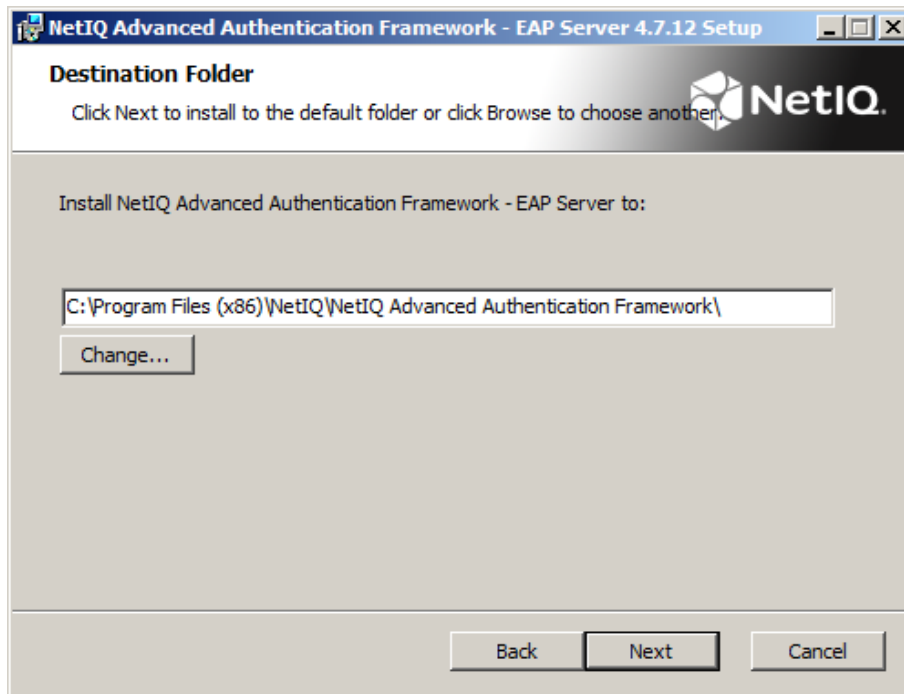 NetIQ Advanced Authentication Framework - EAP Server 4.7.12 Setup
Destination Folder
Click Next to install to the default folder or click Browse to choose another.
NetIQ.
Install NetIQ Advanced Authentication Framework - EAP Server to:
C:\Program Files (x86)\NetIQ\NetIQ Advanced Authentication Framework\
Change...
Back Next Cancel